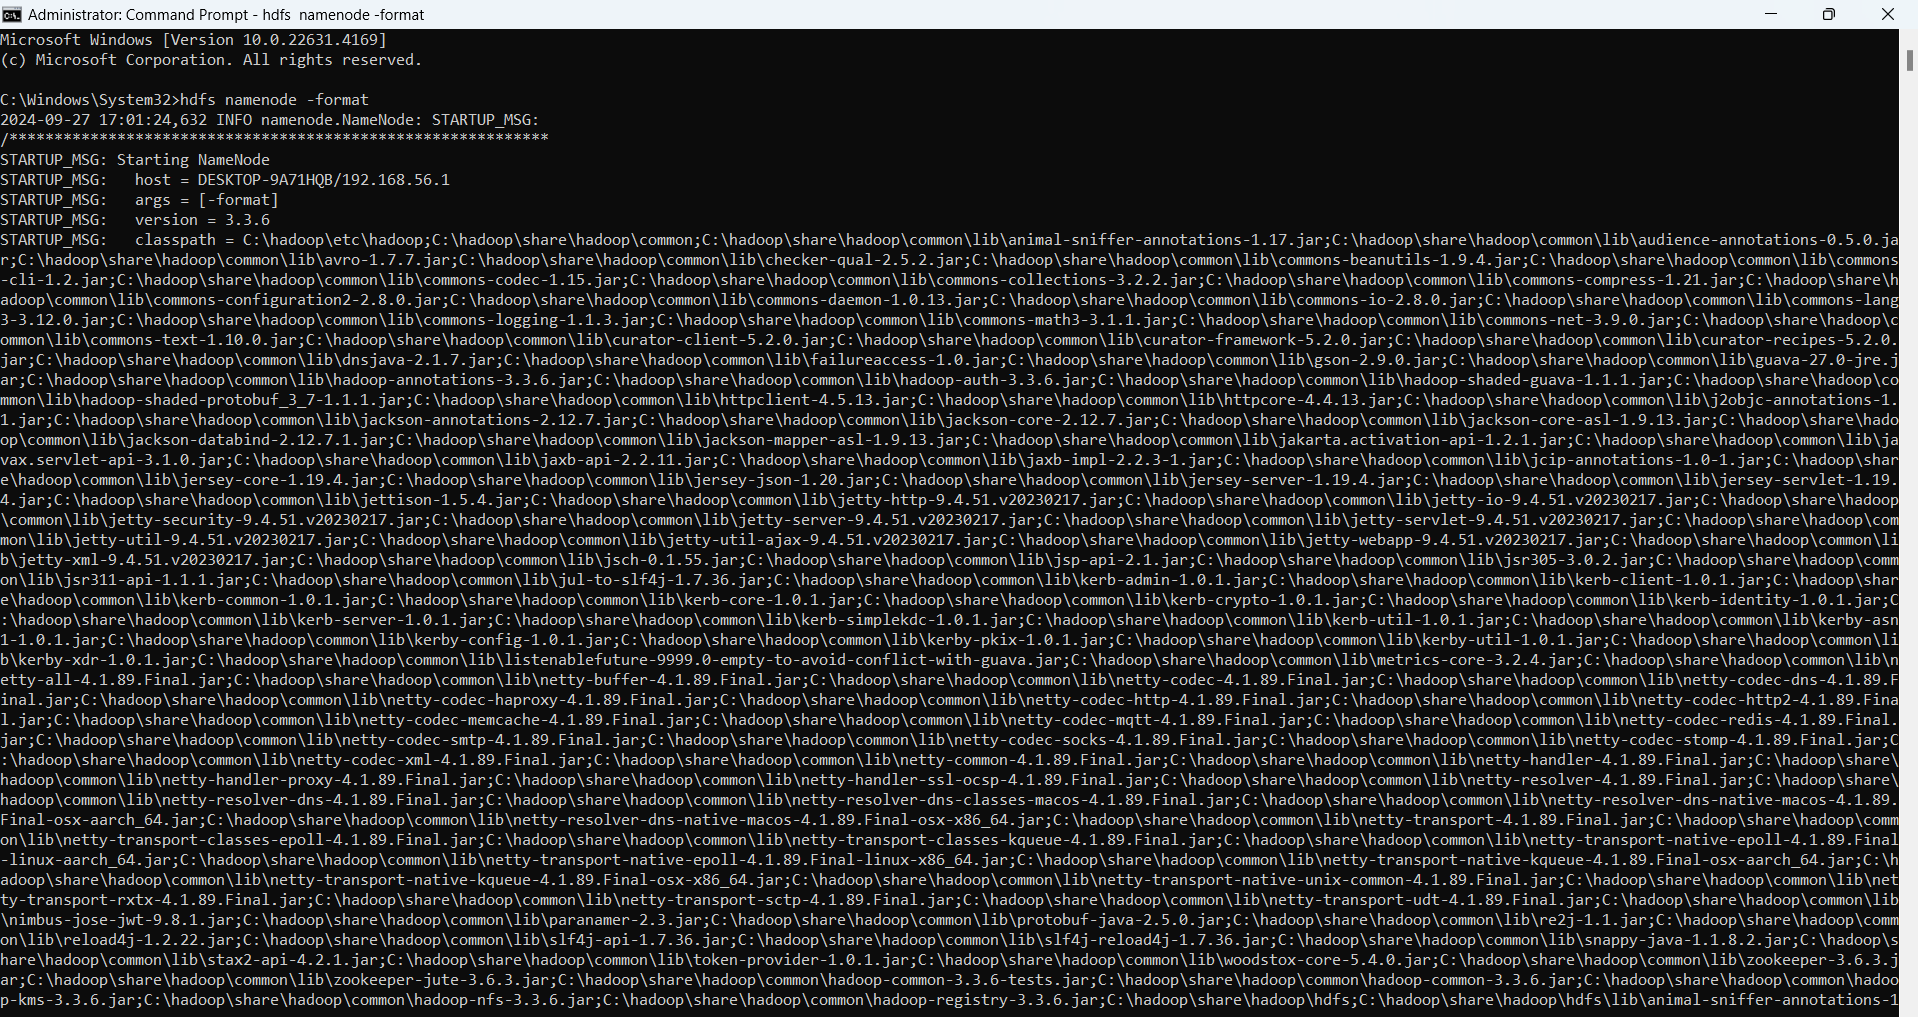 Administrator: Command Prompt - hdfs  namenode -format
Microsoft Windows [Version 10.0.22631.4169]
(c) Microsoft Corporation. All rights reserved.
C:\Windows\System32>hdfs namenode -format
2024-09-27 17:01:24,632 INFO namenode.NameNode: STARTUP_MSG:
/************************************************************
STARTUP_MSG: Starting NameNode
STARTUP_MSG:   host = DESKTOP-9A71HQB/192.168.56.1
STARTUP_MSG:   args = [-format]
STARTUP_MSG:   version = 3.3.6
STARTUP_MSG:   classpath = C:\hadoop\etc\hadoop;C:\hadoop\share\hadoop\common;C:\hadoop\share\hadoop\common\lib\animal-sniffer-annotations-1.17.jar;C:\hadoop\share\hadoop\common\lib\audience-annotations-0.5.0.ja
r;C:\hadoop\share\hadoop\common\lib\avro-1.7.7.jar;C:\hadoop\share\hadoop\common\lib\checker-qual-2.5.2.jar;C:\hadoop\share\hadoop\common\lib\commons-beanutils-1.9.4.jar;C:\hadoop\share\hadoop\common\lib\commons
-cli-1.2.jar;C:\hadoop\share\hadoop\common\lib\commons-codec-1.15.jar;C:\hadoop\share\hadoop\common\lib\commons-collections-3.2.2.jar;C:\hadoop\share\hadoop\common\lib\commons-compress-1.21.jar;C:\hadoop\share\h
adoop\common\lib\commons-configuration2-2.8.0.jar;C:\hadoop\share\hadoop\common\lib\commons-daemon-1.0.13.jar;C:\hadoop\share\hadoop\common\lib\commons-io-2.8.0.jar;C:\hadoop\share\hadoop\common\lib\commons-lang
3-3.12.0.jar;C:\hadoop\share\hadoop\common\lib\commons-logging-1.1.3.jar;C:\hadoop\share\hadoop\common\lib\commons-math3-3.1.1.jar;C:\hadoop\share\hadoop\common\lib\commons-net-3.9.0.jar;C:\hadoop\share\hadoop\c
ommon\lib\commons-text-1.10.0.jar;C:\hadoop\share\hadoop\common\lib\curator-client-5.2.0.jar;C:\hadoop\share\hadoop\common\lib\curator-framework-5.2.0.jar;C:\hadoop\share\hadoop\common\lib\curator-recipes-5.2.0.
jar;C:\hadoop\share\hadoop\common\lib\dnsjava-2.1.7.jar;C:\hadoop\share\hadoop\common\lib\failureaccess-1.0.jar;C:\hadoop\share\hadoop\common\lib\gson-2.9.0.jar;C:\hadoop\share\hadoop\common\lib\guava-27.0-jre.j
ar;C:\hadoop\share\hadoop\common\lib\hadoop-annotations-3.3.6.jar;C:\hadoop\share\hadoop\common\lib\hadoop-auth-3.3.6.jar;C:\hadoop\share\hadoop\common\lib\hadoop-shaded-guava-1.1.1.jar;C:\hadoop\share\hadoop\co
mmon\lib\hadoop-shaded-protobuf_3_7-1.1.1.jar;C:\hadoop\share\hadoop\common\lib\httpclient-4.5.13.jar;C:\hadoop\share\hadoop\common\lib\httpcore-4.4.13.jar;C:\hadoop\share\hadoop\common\lib\j2objc-annotations-1.
1.jar;C:\hadoop\share\hadoop\common\lib\jackson-annotations-2.12.7.jar;C:\hadoop\share\hadoop\common\lib\jackson-core-2.12.7.jar;C:\hadoop\share\hadoop\common\lib\jackson-core-asl-1.9.13.jar;C:\hadoop\share\hado
op\common\lib\jackson-databind-2.12.7.1.jar;C:\hadoop\share\hadoop\common\lib\jackson-mapper-asl-1.9.13.jar;C:\hadoop\share\hadoop\common\lib\jakarta.activation-api-1.2.1.jar;C:\hadoop\share\hadoop\common\lib\ja
vax.servlet-api-3.1.0.jar;C:\hadoop\share\hadoop\common\lib\jaxb-api-2.2.11.jar;C:\hadoop\share\hadoop\common\lib\jaxb-impl-2.2.3-1.jar;C:\hadoop\share\hadoop\common\lib\jcip-annotations-1.0-1.jar;C:\hadoop\shar
e\hadoop\common\lib\jersey-core-1.19.4.jar;C:\hadoop\share\hadoop\common\lib\jersey-json-1.20.jar;C:\hadoop\share\hadoop\common\lib\jersey-server-1.19.4.jar;C:\hadoop\share\hadoop\common\lib\jersey-servlet-1.19.
4.jar;C:\hadoop\share\hadoop\common\lib\jettison-1.5.4.jar;C:\hadoop\share\hadoop\common\lib\jetty-http-9.4.51.v20230217.jar;C:\hadoop\share\hadoop\common\lib\jetty-io-9.4.51.v20230217.jar;C:\hadoop\share\hadoop
\common\lib\jetty-security-9.4.51.v20230217.jar;C:\hadoop\share\hadoop\common\lib\jetty-server-9.4.51.v20230217.jar;C:\hadoop\share\hadoop\common\lib\jetty-servlet-9.4.51.v20230217.jar;C:\hadoop\share\hadoop\com
mon\lib\jetty-util-9.4.51.v20230217.jar;C:\hadoop\share\hadoop\common\lib\jetty-util-ajax-9.4.51.v20230217.jar;C:\hadoop\share\hadoop\common\lib\jetty-webapp-9.4.51.v20230217.jar;C:\hadoop\share\hadoop\common\li
b\jetty-xml-9.4.51.v20230217.jar;C:\hadoop\share\hadoop\common\lib\jsch-0.1.55.jar;C:\hadoop\share\hadoop\common\lib\jsp-api-2.1.jar;C:\hadoop\share\hadoop\common\lib\jsr305-3.0.2.jar;C:\hadoop\share\hadoop\comm
on\lib\jsr311-api-1.1.1.jar;C:\hadoop\share\hadoop\common\lib\jul-to-slf4j-1.7.36.jar;C:\hadoop\share\hadoop\common\lib\kerb-admin-1.0.1.jar;C:\hadoop\share\hadoop\common\lib\kerb-client-1.0.1.jar;C:\hadoop\shar
e\hadoop\common\lib\kerb-common-1.0.1.jar;C:\hadoop\share\hadoop\common\lib\kerb-core-1.0.1.jar;C:\hadoop\share\hadoop\common\lib\kerb-crypto-1.0.1.jar;C:\hadoop\share\hadoop\common\lib\kerb-identity-1.0.1.jar;C
:\hadoop\share\hadoop\common\lib\kerb-server-1.0.1.jar;C:\hadoop\share\hadoop\common\lib\kerb-simplekdc-1.0.1.jar;C:\hadoop\share\hadoop\common\lib\kerb-util-1.0.1.jar;C:\hadoop\share\hadoop\common\lib\kerby-asn
1-1.0.1.jar;C:\hadoop\share\hadoop\common\lib\kerby-config-1.0.1.jar;C:\hadoop\share\hadoop\common\lib\kerby-pkix-1.0.1.jar;C:\hadoop\share\hadoop\common\lib\kerby-util-1.0.1.jar;C:\hadoop\share\hadoop\common\li
b\kerby-xdr-1.0.1.jar;C:\hadoop\share\hadoop\common\lib\listenablefuture-9999.0-empty-to-avoid-conflict-with-guava.jar;C:\hadoop\share\hadoop\common\lib\metrics-core-3.2.4.jar;C:\hadoop\share\hadoop\common\lib\n
etty-all-4.1.89.Final.jar;C:\hadoop\share\hadoop\common\lib\netty-buffer-4.1.89.Final.jar;C:\hadoop\share\hadoop\common\lib\netty-codec-4.1.89.Final.jar;C:\hadoop\share\hadoop\common\lib\netty-codec-dns-4.1.89.F
inal.jar;C:\hadoop\share\hadoop\common\lib\netty-codec-haproxy-4.1.89.Final.jar;C:\hadoop\share\hadoop\common\lib\netty-codec-http-4.1.89.Final.jar;C:\hadoop\share\hadoop\common\lib\netty-codec-http2-4.1.89.Fina
l.jar;C:\hadoop\share\hadoop\common\lib\netty-codec-memcache-4.1.89.Final.jar;C:\hadoop\share\hadoop\common\lib\netty-codec-mqtt-4.1.89.Final.jar;C:\hadoop\share\hadoop\common\lib\netty-codec-redis-4.1.89.Final.
jar;C:\hadoop\share\hadoop\common\lib\netty-codec-smtp-4.1.89.Final.jar;C:\hadoop\share\hadoop\common\lib\netty-codec-socks-4.1.89.Final.jar;C:\hadoop\share\hadoop\common\lib\netty-codec-stomp-4.1.89.Final.jar;C
:\hadoop\share\hadoop\common\lib\netty-codec-xml-4.1.89.Final.jar;C:\hadoop\share\hadoop\common\lib\netty-common-4.1.89.Final.jar;C:\hadoop\share\hadoop\common\lib\netty-handler-4.1.89.Final.jar;C:\hadoop\share\
hadoop\common\lib\netty-handler-proxy-4.1.89.Final.jar;C:\hadoop\share\hadoop\common\lib\netty-handler-ssl-ocsp-4.1.89.Final.jar;C:\hadoop\share\hadoop\common\lib\netty-resolver-4.1.89.Final.jar;C:\hadoop\share\
hadoop\common\lib\netty-resolver-dns-4.1.89.Final.jar;C:\hadoop\share\hadoop\common\lib\netty-resolver-dns-classes-macos-4.1.89.Final.jar;C:\hadoop\share\hadoop\common\lib\netty-resolver-dns-native-macos-4.1.89.
Final-osx-aarch_64.jar;C:\hadoop\share\hadoop\common\lib\netty-resolver-dns-native-macos-4.1.89.Final-osx-x86_64.jar;C:\hadoop\share\hadoop\common\lib\netty-transport-4.1.89.Final.jar;C:\hadoop\share\hadoop\comm
on\lib\netty-transport-classes-epoll-4.1.89.Final.jar;C:\hadoop\share\hadoop\common\lib\netty-transport-classes-kqueue-4.1.89.Final.jar;C:\hadoop\share\hadoop\common\lib\netty-transport-native-epoll-4.1.89.Final
-linux-aarch_64.jar;C:\hadoop\share\hadoop\common\lib\netty-transport-native-epoll-4.1.89.Final-linux-x86_64.jar;C:\hadoop\share\hadoop\common\lib\netty-transport-native-kqueue-4.1.89.Final-osx-aarch_64.jar;C:\h
adoop\share\hadoop\common\lib\netty-transport-native-kqueue-4.1.89.Final-osx-x86_64.jar;C:\hadoop\share\hadoop\common\lib\netty-transport-native-unix-common-4.1.89.Final.jar;C:\hadoop\share\hadoop\common\lib\net
ty-transport-rxtx-4.1.89.Final.jar;C:\hadoop\share\hadoop\common\lib\netty-transport-sctp-4.1.89.Final.jar;C:\hadoop\share\hadoop\common\lib\netty-transport-udt-4.1.89.Final.jar;C:\hadoop\share\hadoop\common\lib
\nimbus-jose-jwt-9.8.1.jar;C:\hadoop\share\hadoop\common\lib\paranamer-2.3.jar;C:\hadoop\share\hadoop\common\lib\protobuf-java-2.5.0.jar;C:\hadoop\share\hadoop\common\lib\re2j-1.1.jar;C:\hadoop\share\hadoop\comm
on\lib\reload4j-1.2.22.jar;C:\hadoop\share\hadoop\common\lib\slf4j-api-1.7.36.jar;C:\hadoop\share\hadoop\common\lib\slf4j-reload4j-1.7.36.jar;C:\hadoop\share\hadoop\common\lib\snappy-java-1.1.8.2.jar;C:\hadoop\s
hare\hadoop\common\lib\stax2-api-4.2.1.jar;C:\hadoop\share\hadoop\common\lib\token-provider-1.0.1.jar;C:\hadoop\share\hadoop\common\lib\woodstox-core-5.4.0.jar;C:\hadoop\share\hadoop\common\lib\zookeeper-3.6.3.j
ar;C:\hadoop\share\hadoop\common\lib\zookeeper-jute-3.6.3.jar;C:\hadoop\share\hadoop\common\hadoop-common-3.3.6-tests.jar;C:\hadoop\share\hadoop\common\hadoop-common-3.3.6.jar;C:\hadoop\share\hadoop\common\hadoo
p-kms-3.3.6.jar;C:\hadoop\share\hadoop\common\hadoop-nfs-3.3.6.jar;C:\hadoop\share\hadoop\common\hadoop-registry-3.3.6.jar;C:\hadoop\share\hadoop\hdfs;C:\hadoop\share\hadoop\hdfs\lib\animal-sniffer-annotations-1